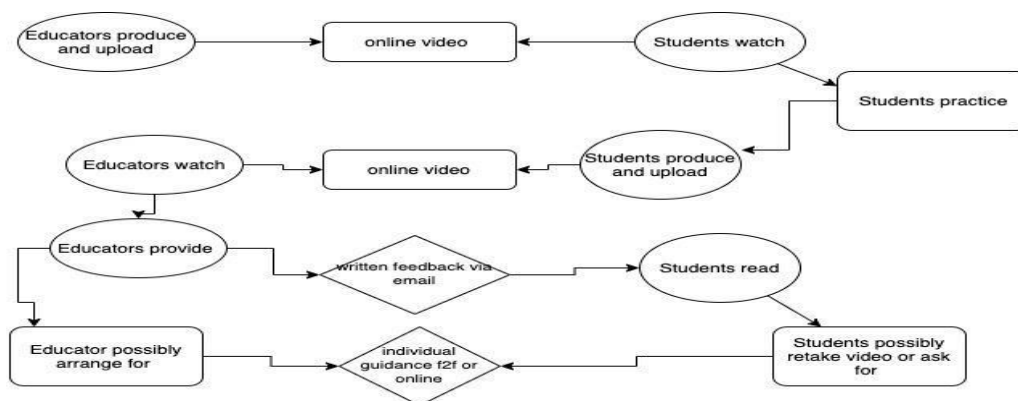 Educators produce
and upload
online video
Students watch
Students practice
Educators watch
online video
Students produce
and upload
Educators provide
written feedback via
email
Students read
Educator possibly
arrange for
individual
guidance f2f or
online
Students possibly
retake video or ask
for